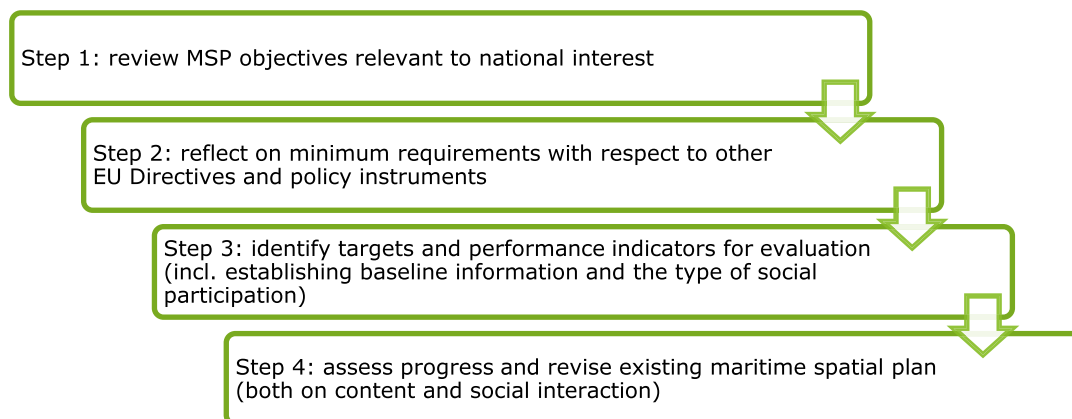 Step 1: review MSP objectives relevant to national interest
Step 2: reflect on minimum requirements with respect to other
EU Directives and policy instruments
Step 3: identify targets and performance indicators for evaluation
(incl. establishing baseline information and the type of social
participation)
Step 4: assess progress and revise existing maritime spatial plan
(both on content and social interaction)